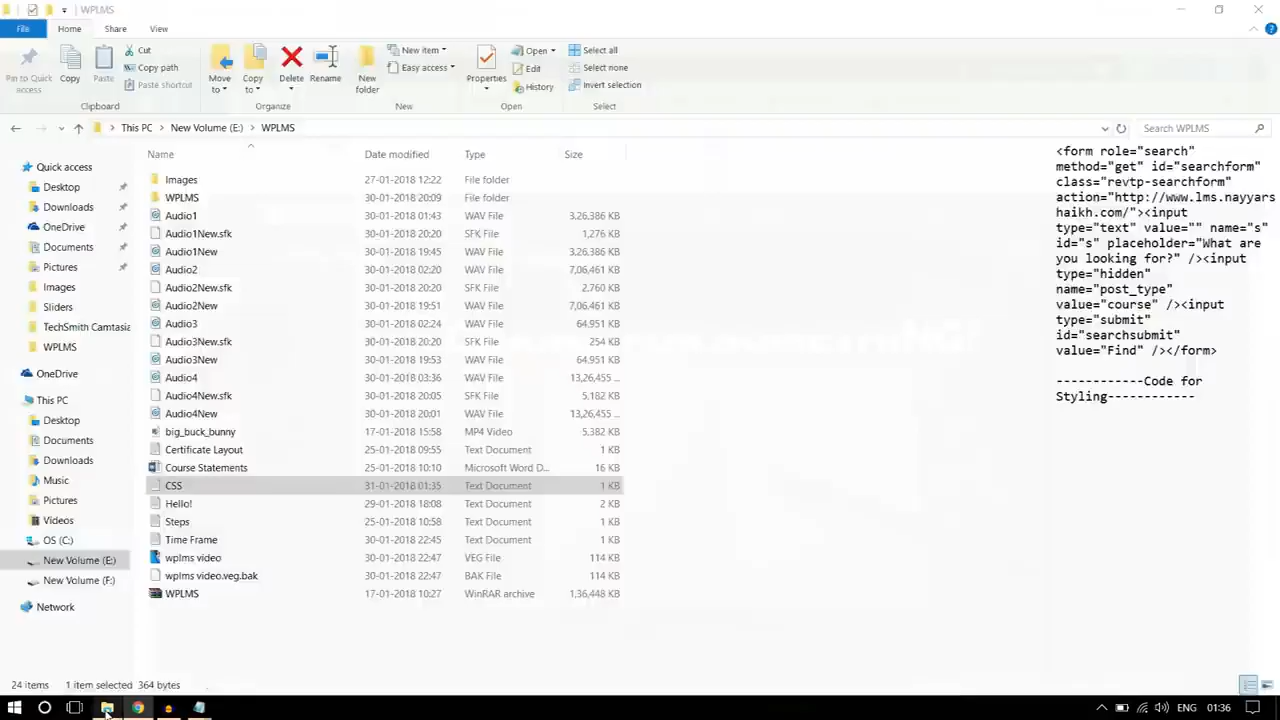 WPLMS
File
Home
Share
View
Pin to Quick access
Copy
Paste
Cut
Copy path
Paste shortcut
Clipboard
Move to
Copy to
Delete
Rename
Organize
New folder
New item
Easy access
New
Properties
Open
Edit
History
Open
Select all
Select none
Invert selection
Select
This PC
New Volume (E:)
WPLMS
Search WPLMS
Name Date modified Type Size
Quick access
Desktop
Downloads
OneDrive
Documents
Pictures
Images
Sliders
TechSmith Camtasia
WPLMS
OneDrive
This PC
Desktop
Documents
Downloads
Music
Pictures
Videos
OS (C:)
New Volume (E:)
New Volume (F:)
Network
Images 27-01-2018 12:22 File folder
WPLMS 30-01-2018 20:09 File folder
Audio1 30-01-2018 01:43 WAV File 3,26,386 KB
Audio1New.sfk 30-01-2018 20:20 SFK File 1,276 KB
Audio1New 30-01-2018 19:45 WAV File 3,26,386 KB
Audio2 30-01-2018 02:20 WAV File 7,06,461 KB
Audio2New.sfk 30-01-2018 20:20 SFK File 2,760 KB
Audio2New 30-01-2018 19:51 WAV File 7,06,461 KB
Audio3 30-01-2018 02:24 WAV File 64,951 KB
Audio3New.sfk 30-01-2018 20:20 SFK File 254 KB
Audio3New 30-01-2018 19:53 WAV File 64,951 KB
Audio4 30-01-2018 03:36 WAV File 13,26,455 ...
Audio4New.sfk 30-01-2018 20:05 SFK File 5,182 KB
Audio4New 30-01-2018 20:01 WAV File 13,26,455 ...
big_buck_bunny 17-01-2018 15:58 MP4 Video 5,382 KB
Certificate Layout 25-01-2018 09:55 Text Document 1 KB
Course Statements 25-01-2018 10:10 Microsoft Word D... 16 KB
CSS 31-01-2018 01:35 Text Document 1 KB
Hello! 29-01-2018 18:08 Text Document 2 KB
Steps 25-01-2018 10:58 Text Document 1 KB
Time Frame 30-01-2018 22:45 Text Document 1 KB
wplms video 30-01-2018 22:47 VEG File 114 KB
wplms video.veg.bak 30-01-2018 22:47 BAK File 114 KB
WPLMS 17-01-2018 10:27 WinRAR archive 1,36,448 KB
<form role="search"
method="get" id="searchform"
class="revtp-searchform"
action="http://www.lms.nayyars
haikh.com/"><input
type="text" value="" name="s"
id="s" placeholder="What are
you looking for?" /><input
type="hidden"
name="post_type"
value="course" /><input
type="submit"
id="searchsubmit"
value="Find" /></form>
------------Code for
Styling------------
24 items 1 item selected 364 bytes
ENG 01:36